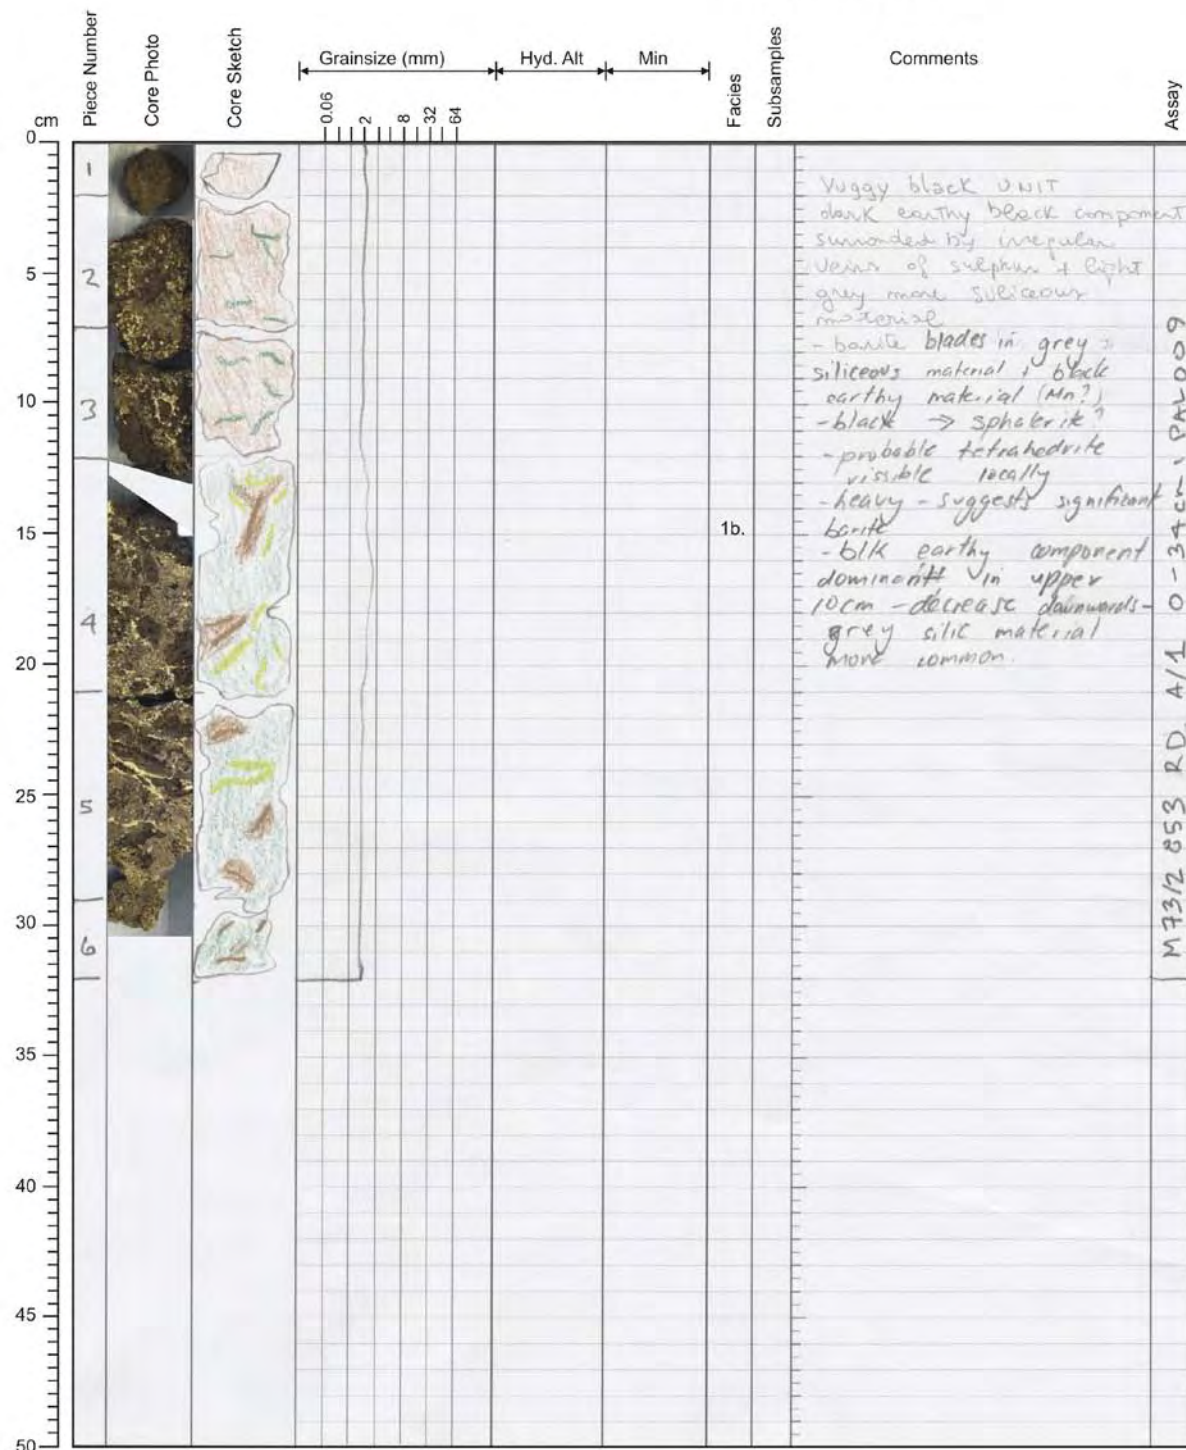 Piece Number
Core Photo
Core Sketch
Grainsize (mm)
Hyd. Alt
Min
Facies
Subsamples
Comments
Assay
cm
0.06
2
8
32
64
0
5
10
15
20
25
30
35
40
45
50
1
2
3
4
5
6
1b.
Vuggy black UNIT
dark earthy black component
surronded by irregular
veins of sulphur + light
grey more siliceous
material
- barite blades in grey
siliceous material + black
earthy material (Mn?)
- black → sphalerite?
- probable tetrahedrite
vissible locally
- heavy - suggests significant
barite
- blk earthy component
dominant in upper
10cm - decrease downwards -
grey silic material
more common.
M73/2 853 RD. A/1 0-34cm. PAL009